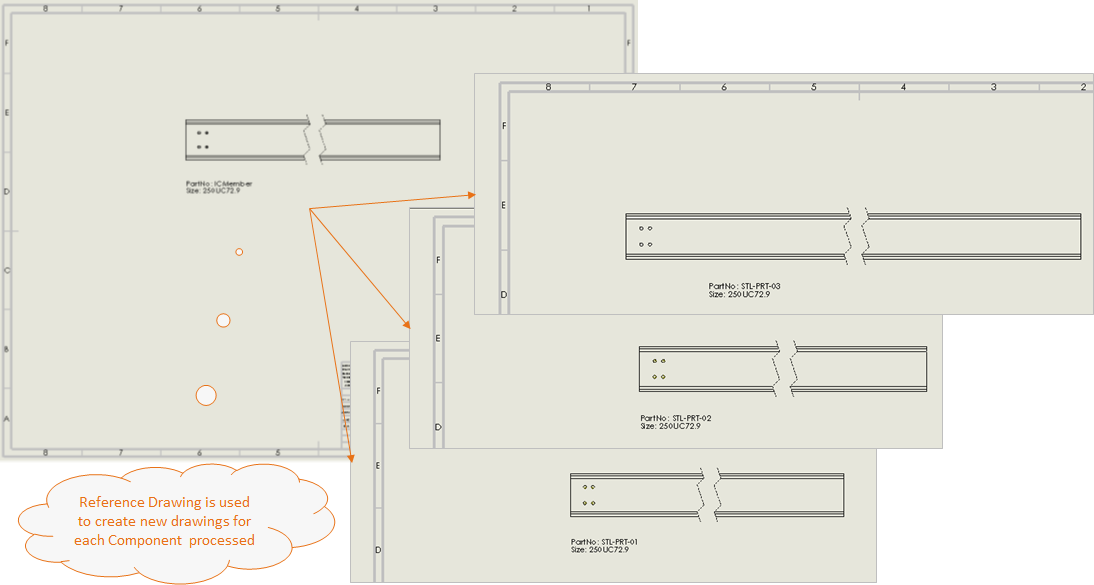 8 7 6 5 4 3 2 1
F
F
E
D
C
B
A
8 7 6 5
PartNo: ICMember
Size: 250UC72.9
8 7 6 5 4 3 2
F
E
D
PartNo: STL-PRT-03
Size: 250UC72.9
F
E
D
PartNo: STL-PRT-02
Size: 250UC72.9
F
E
D
PartNo: STL-PRT-01
Size: 250UC72.9
Reference Drawing is used
to create new drawings for
each Component processed